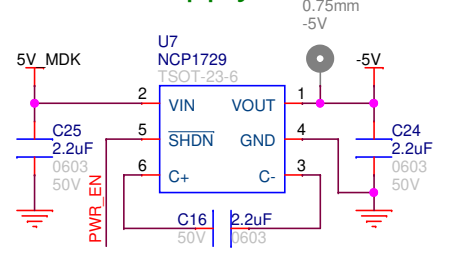 0.75mm
-5V
U7
NCP1729
TSOT-23-6
5V_MDK
-5V
2
VIN
VOUT
1
5
SHDN
GND
4
6
C+
C-
3
C25
2.2uF
0603
50V
C24
2.2uF
0603
50V
PWR_EN
C16
2.2uF
50V
0603